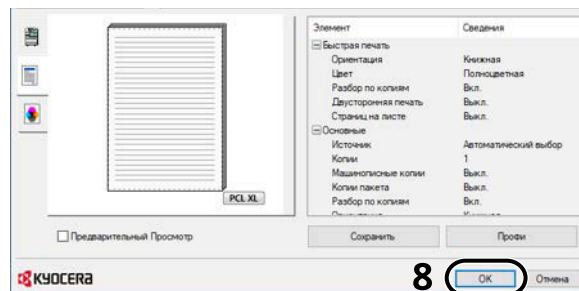 Элемент Сведения
Быстрая печать
Ориентация Книжная
Цвет Полноцветная
Разбор по копиям Вкл.
Двусторонняя печать Выкл.
Страниц на листе Выкл.
Основные
Источник Автоматический выбор
Копии 1
Машинописные копии Выкл.
Копии пакета Выкл.
Разбор по копиям Вкл.
PCL XL
Предварительный Просмотр
Сохранить
Профи
KYOCERA
8
OK
Отмена